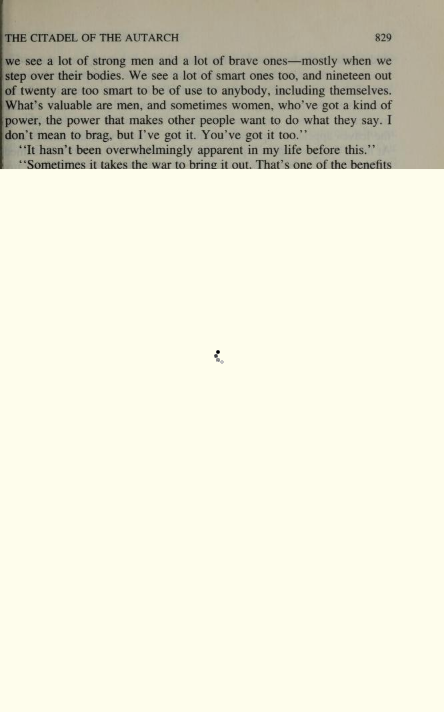 THE CITADEL OF THE AUTARCH 829
we see a lot of strong men and a lot of brave ones—mostly when we
step over their bodies. We see a lot of smart ones too, and nineteen out
of twenty are too smart to be of use to anybody, including themselves.
What's valuable are men, and sometimes women, who've got a kind of
power, the power that makes other people want to do what they say. I
don't mean to brag, but I've got it. You've got it too.''
‘‘It hasn't been overwhelmingly apparent in my life before this.''
‘‘Sometimes it takes the war to bring it out. That's one of the benefits